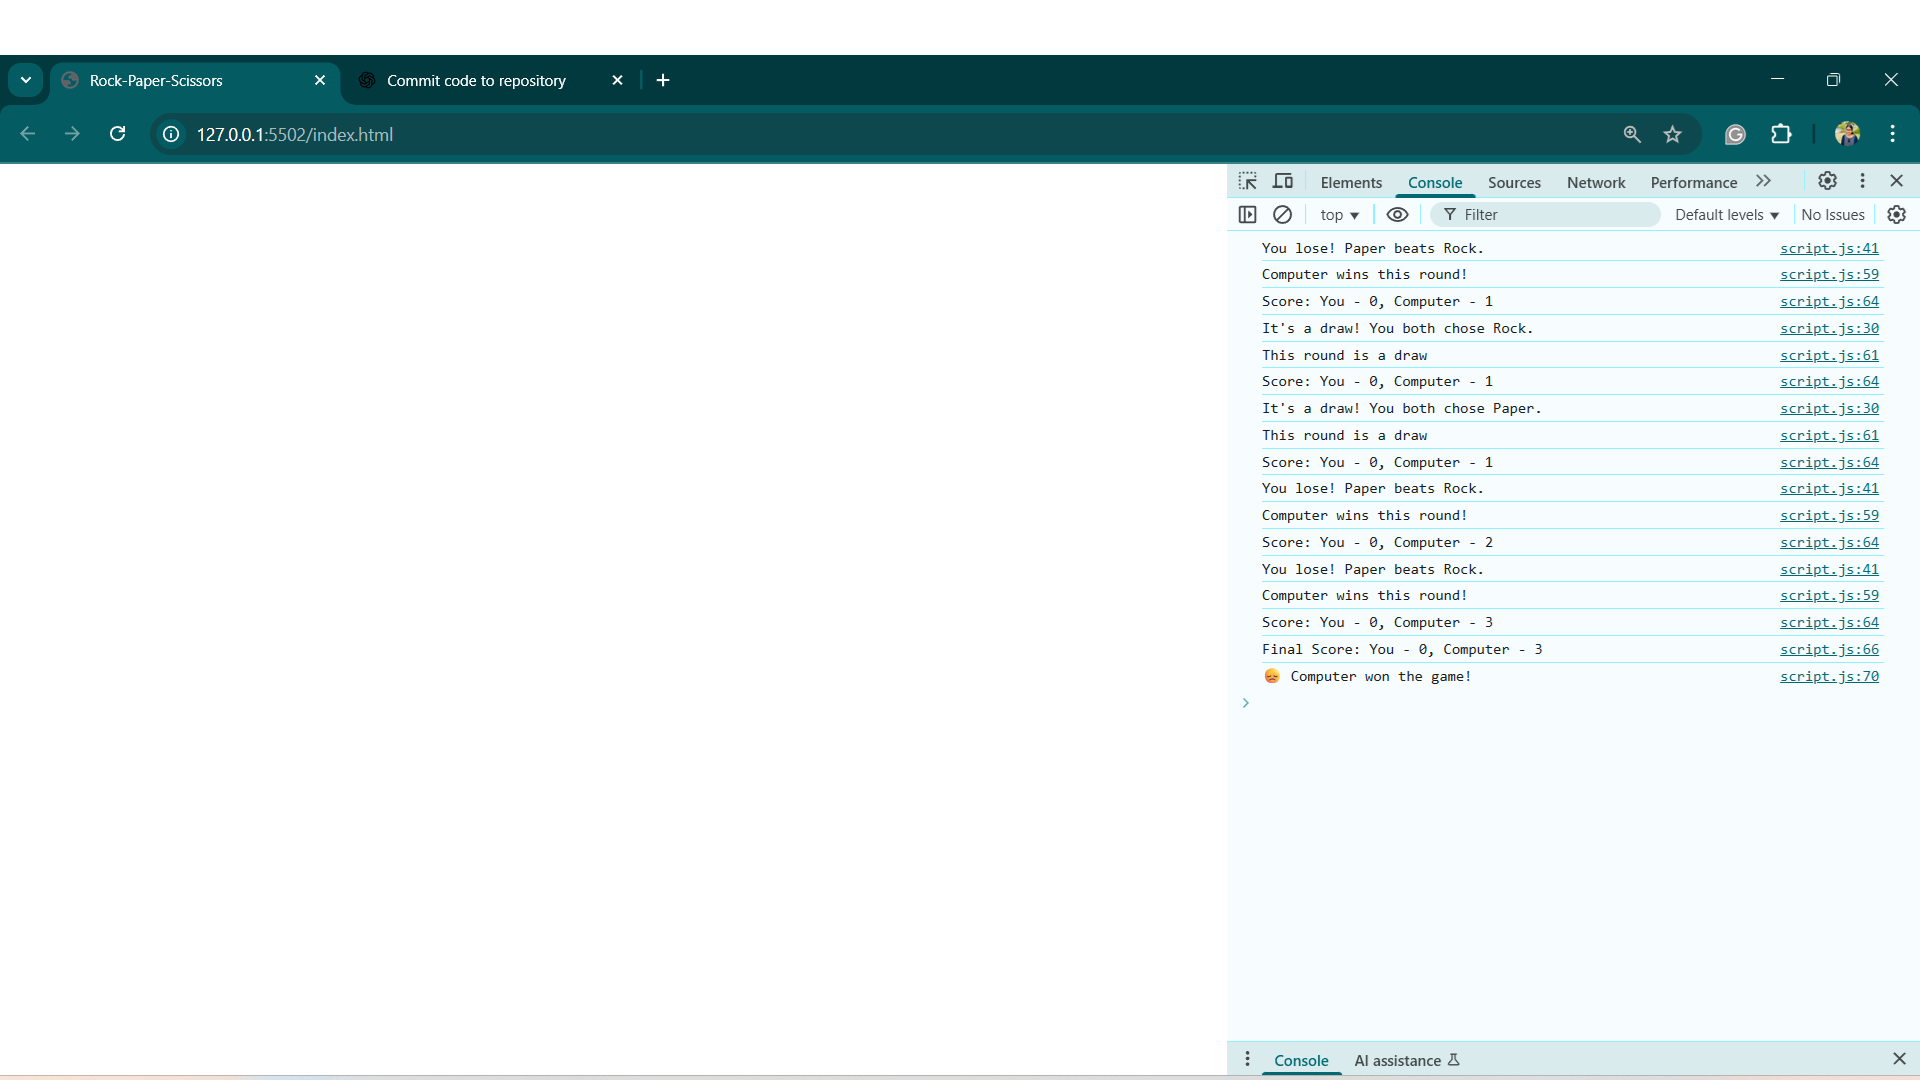 Rock-Paper-Scissors
Commit code to repository
127.0.0.1:5502/index.html
Elements Console Sources Network Performance
top Filter Default levels No Issues
You lose! Paper beats Rock. script.js:41
Computer wins this round! script.js:59
Score: You - 0, Computer - 1 script.js:64
It's a draw! You both chose Rock. script.js:30
This round is a draw script.js:61
Score: You - 0, Computer - 1 script.js:64
It's a draw! You both chose Paper. script.js:30
This round is a draw script.js:61
Score: You - 0, Computer - 1 script.js:64
You lose! Paper beats Rock. script.js:41
Computer wins this round! script.js:59
Score: You - 0, Computer - 2 script.js:64
You lose! Paper beats Rock. script.js:41
Computer wins this round! script.js:59
Score: You - 0, Computer - 3 script.js:64
Final Score: You - 0, Computer - 3 script.js:66
😞 Computer won the game! script.js:70
Console AI assistance